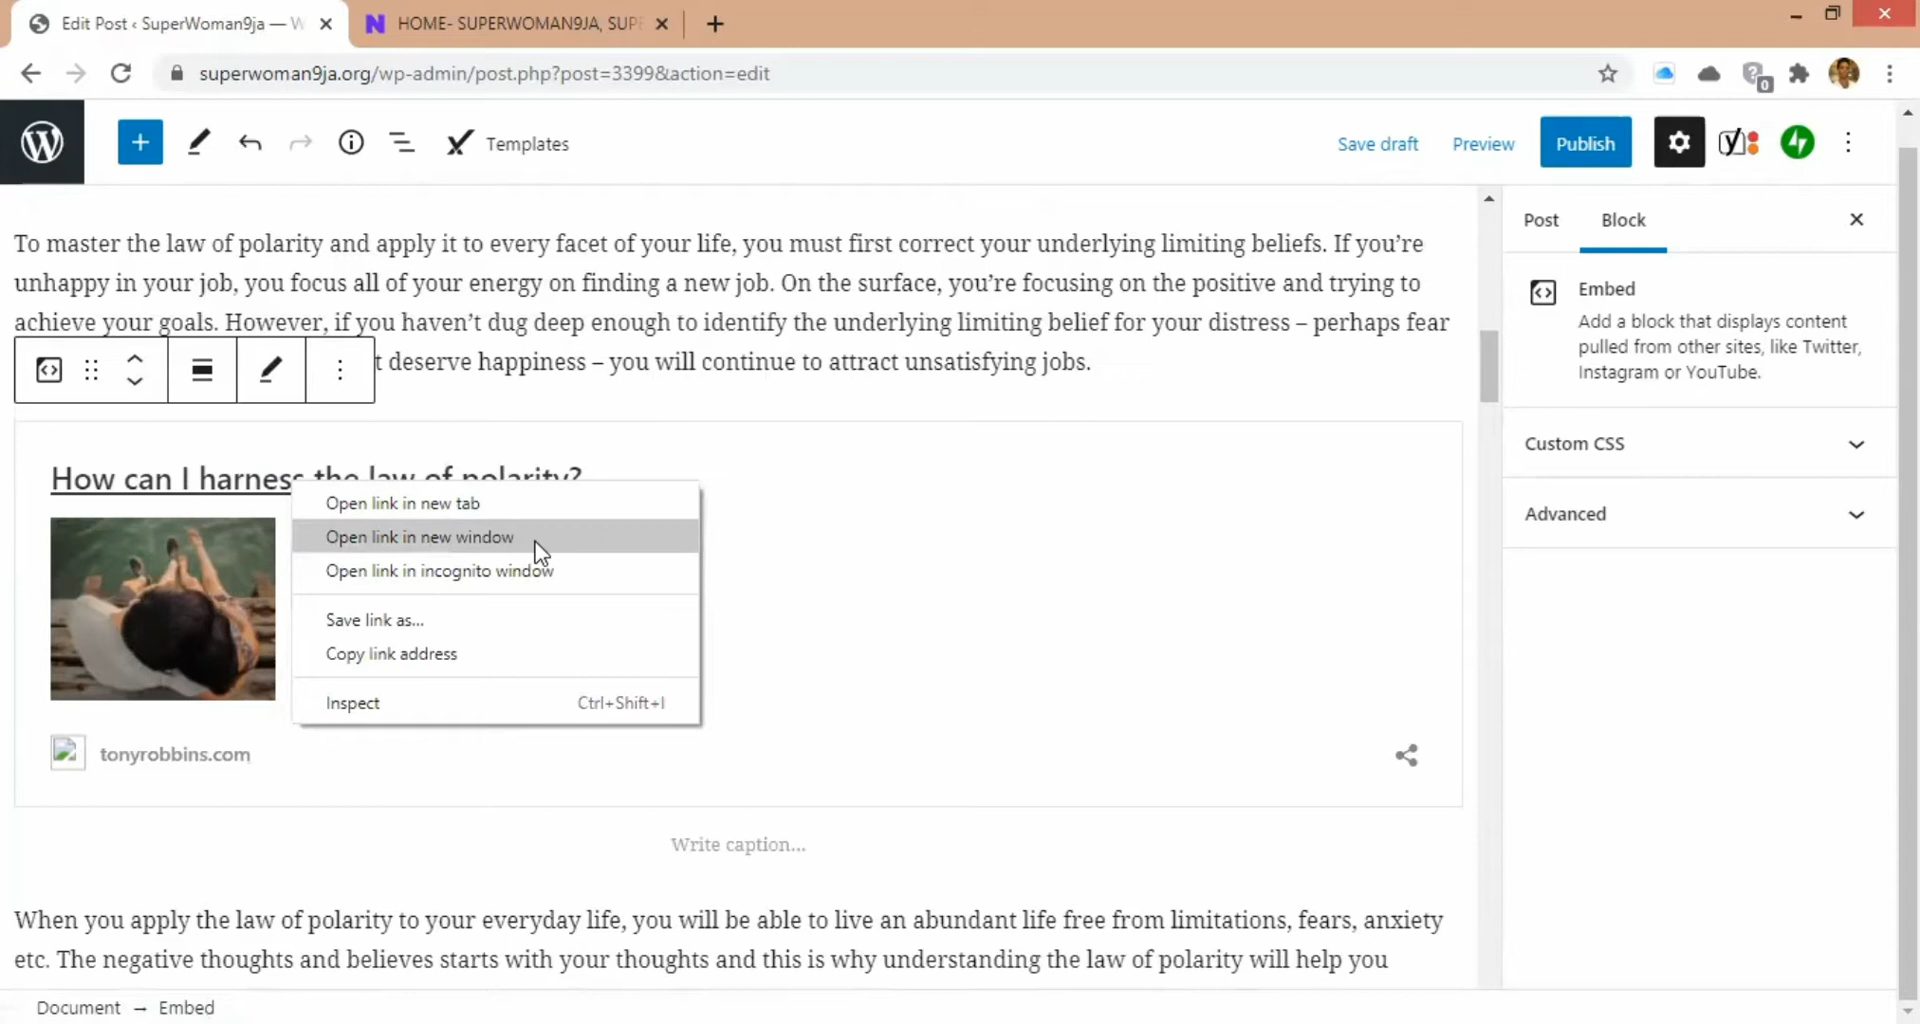 Edit Post ‹ SuperWoman9ja — W
HOME- SUPERWOMAN9JA, SUPE
superwoman9ja.org/wp-admin/post.php?post=3399&action=edit
0
Templates
Save draft
Preview
Publish
To master the law of polarity and apply it to every facet of your life, you must first correct your underlying limiting beliefs. If you’re
unhappy in your job, you focus all of your energy on finding a new job. On the surface, you’re focusing on the positive and trying to
achieve your goals. However, if you haven’t dug deep enough to identify the underlying limiting belief for your distress – perhaps fear
t deserve happiness – you will continue to attract unsatisfying jobs.
How can I harness the law of polarity?
Open link in new tab
Open link in new window
Open link in incognito window
Save link as...
Copy link address
Inspect Ctrl+Shift+I
tonyrobbins.com
Write caption...
When you apply the law of polarity to your everyday life, you will be able to live an abundant life free from limitations, fears, anxiety
etc. The negative thoughts and believes starts with your thoughts and this is why understanding the law of polarity will help you
Document → Embed
Post
Block
Embed
Add a block that displays content
pulled from other sites, like Twitter,
Instagram or YouTube.
Custom CSS
Advanced